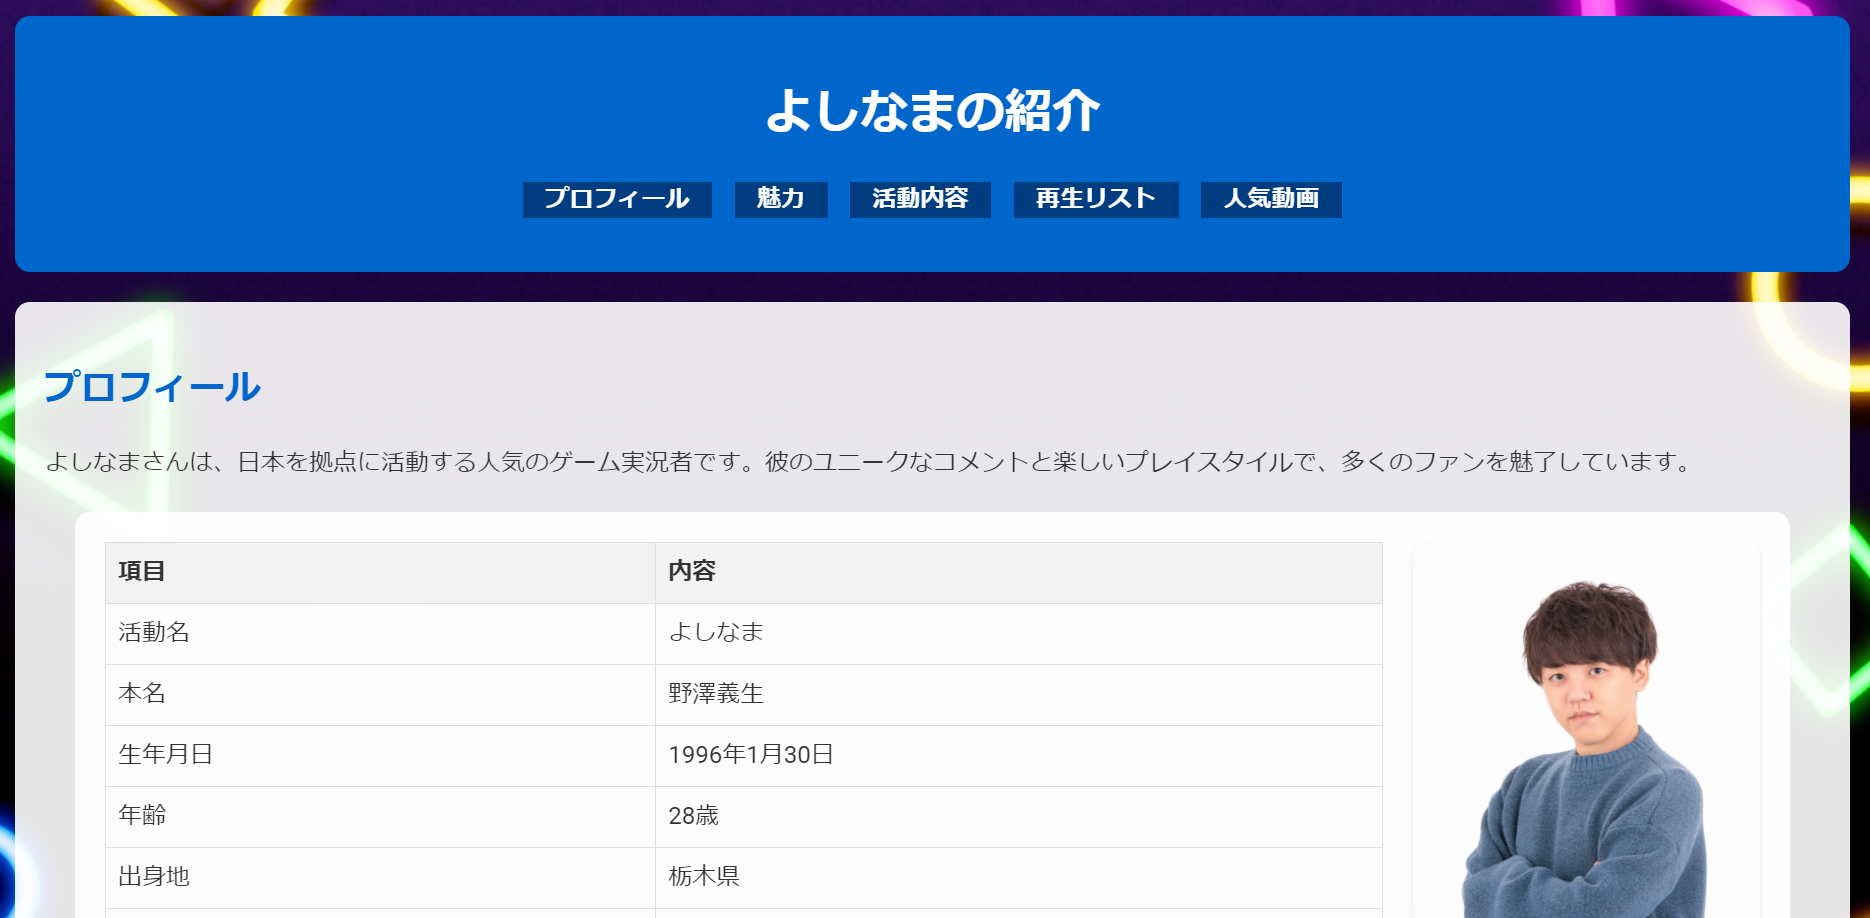 よしなまの紹介
プロフィール 魅力 活動内容 再生リスト 人気動画
プロフィール
よしなまさんは、日本を拠点に活動する人気のゲーム実況者です。彼のユニークなコメントと楽しいプレイスタイルで、多くのファンを魅了しています。
項目 内容
活動名 よしなま
本名 野澤義生
生年月日 1996年1月30日
年齢 28歳
出身地 栃木県